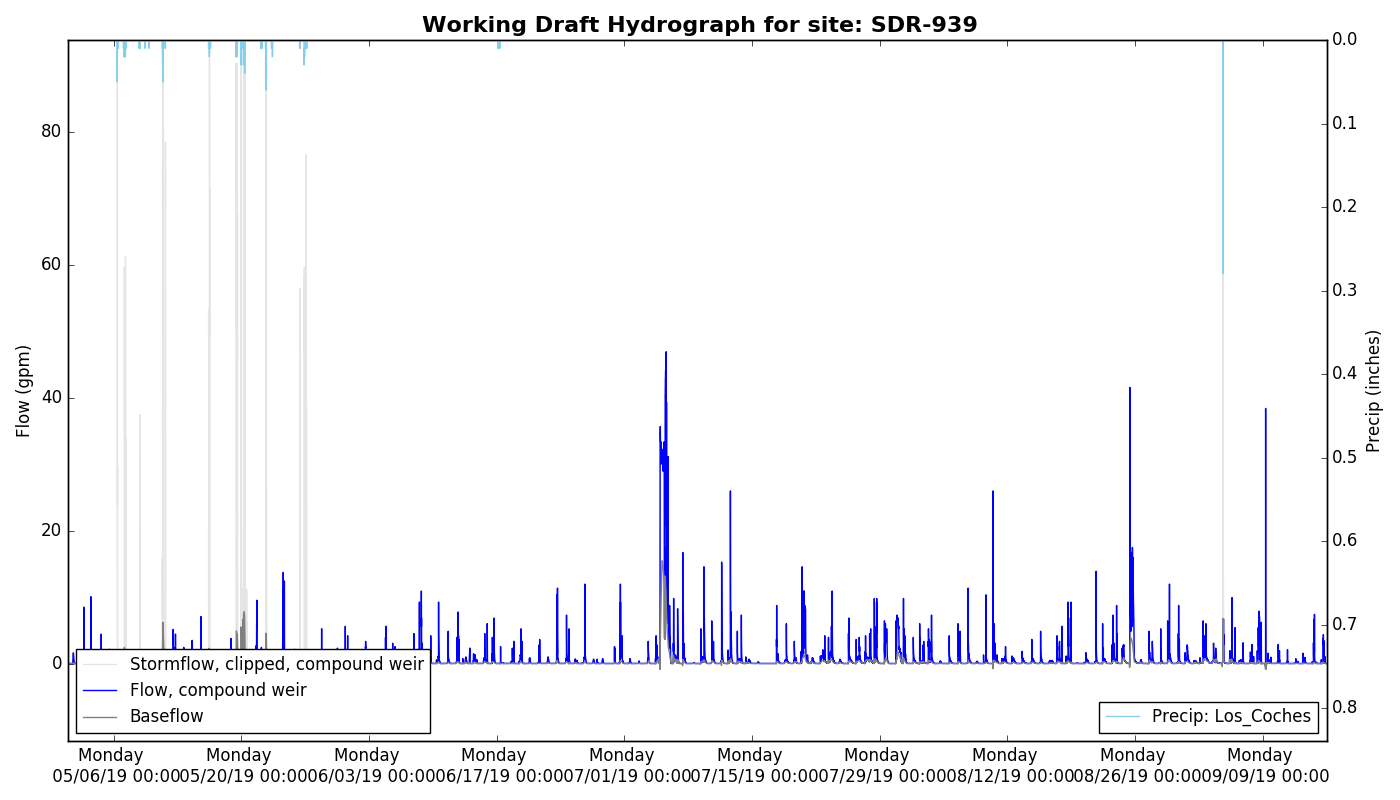 Working Draft Hydrograph for site: SDR-939
Flow (gpm)
80
60
40
20
0
0.0
0.1
0.2
0.3
0.4
0.5
0.6
0.7
0.8
Precip (inches)
Stormflow, clipped, compound weir
Flow, compound weir
Baseflow
Precip: Los_Coches
Monday
05/06/19 00:00
Monday
05/20/19 00:00
Monday
06/03/19 00:00
Monday
06/17/19 00:00
Monday
07/01/19 00:00
Monday
07/15/19 00:00
Monday
07/29/19 00:00
Monday
08/12/19 00:00
Monday
08/26/19 00:00
Monday
09/09/19 00:00